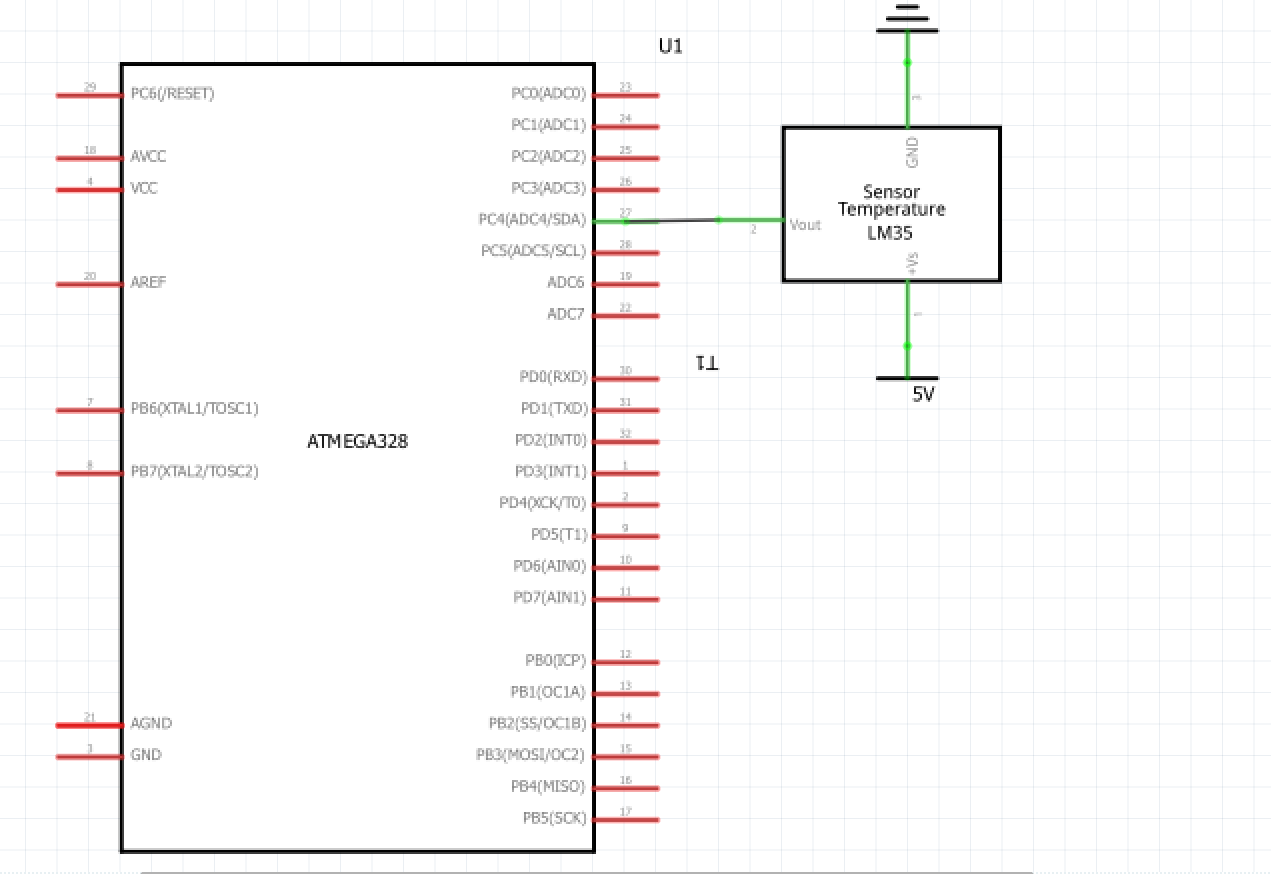 U1
29 PC6(/RESET)
18 AVCC
4 VCC
20 AREF
7 PB6(XTAL1/TOSC1)
8 PB7(XTAL2/TOSC2)
21 AGND
3 GND
ATMEGA328
PC0(ADC0) 23
PC1(ADC1) 24
PC2(ADC2) 25
PC3(ADC3) 26
PC4(ADC4/SDA) 27
PC5(ADC5/SCL) 28
ADC6 19
ADC7 22
PD0(RXD) 30
PD1(TXD) 31
PD2(INT0) 32
PD3(INT1) 1
PD4(XCK/T0) 2
PD5(T1) 9
PD6(AIN0) 10
PD7(AIN1) 11
PB0(ICP) 12
PB1(OC1A) 13
PB2(SS/OC1B) 14
PB3(MOSI/OC2) 15
PB4(MISO) 16
PB5(SCK) 17
3
GND
Sensor
Temperature
LM35
2 Vout
+Vs
1
5V
T1